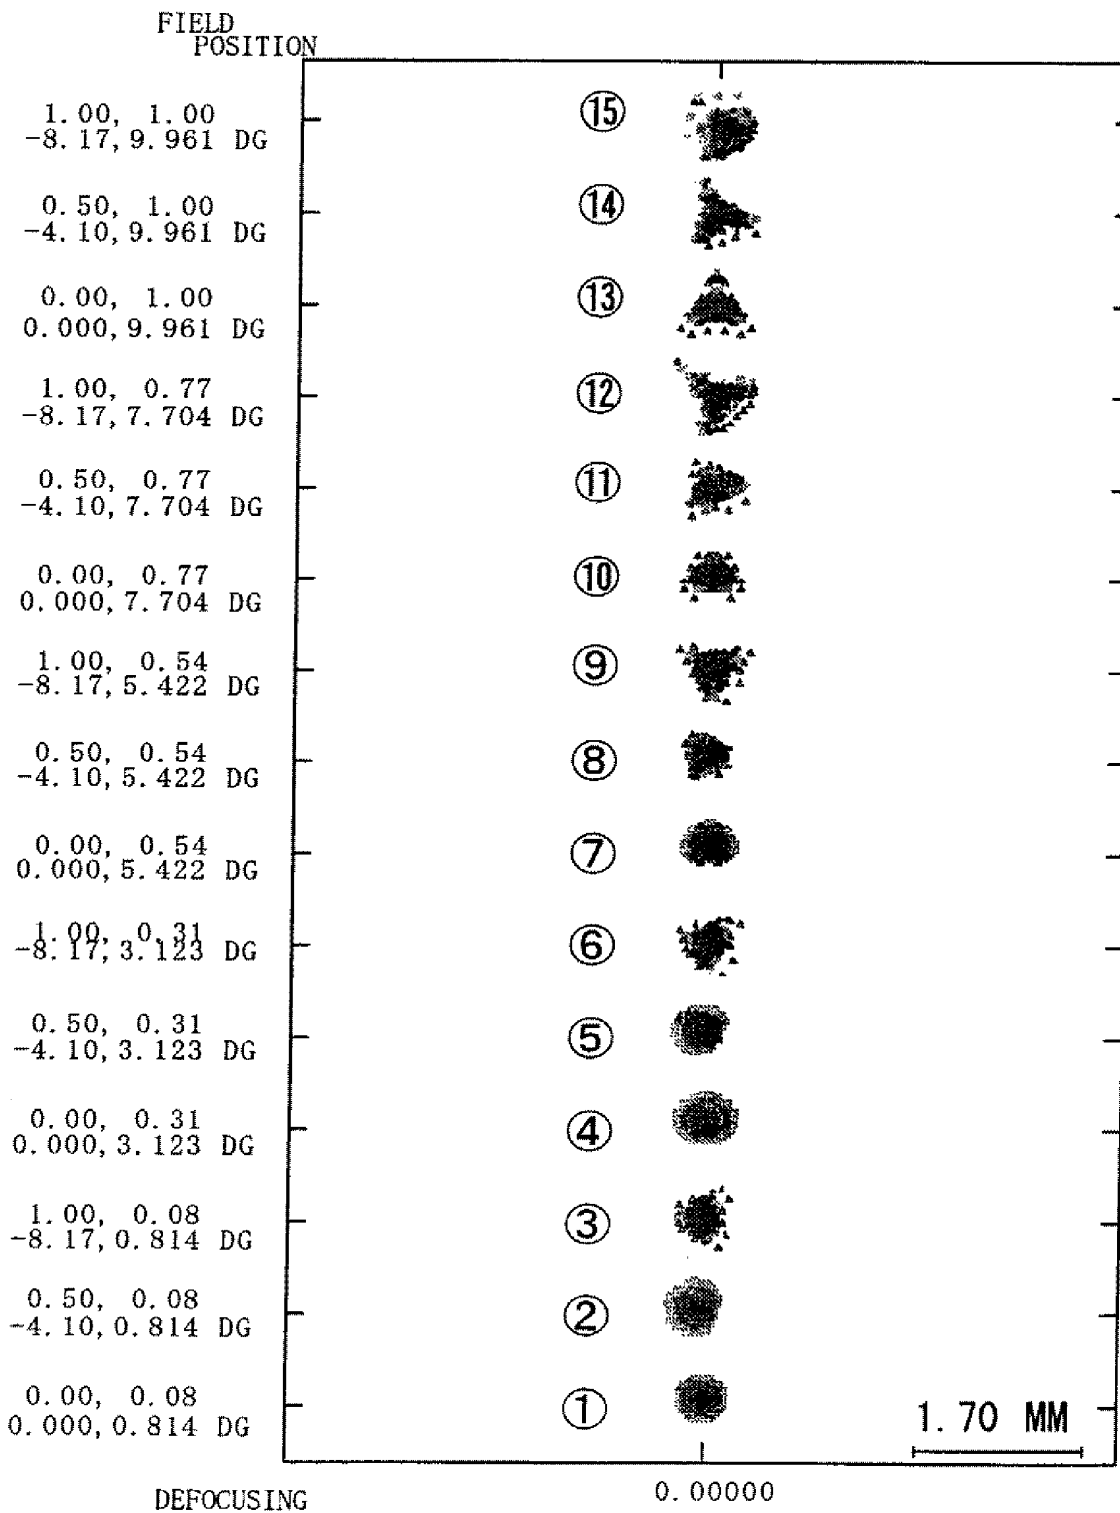 FIELD
POSITION
1.00, 1.00
-8.17,9.961 DG
⑮
0.50, 1.00
-4.10,9.961 DG
⑭
0.00, 1.00
0.000,9.961 DG
⑬
1.00, 0.77
-8.17,7.704 DG
⑫
0.50, 0.77
-4.10,7.704 DG
⑪
0.00, 0.77
0.000,7.704 DG
⑩
1.00, 0.54
-8.17,5.422 DG
⑨
0.50, 0.54
-4.10,5.422 DG
⑧
0.00, 0.54
0.000,5.422 DG
⑦
1.00, 0.31
-8.17,3.123 DG
⑥
0.50, 0.31
-4.10,3.123 DG
⑤
0.00, 0.31
0.000,3.123 DG
④
1.00, 0.08
-8.17,0.814 DG
③
0.50, 0.08
-4.10,0.814 DG
②
0.00, 0.08
0.000,0.814 DG
①
1.70 MM
DEFOCUSING
0.00000